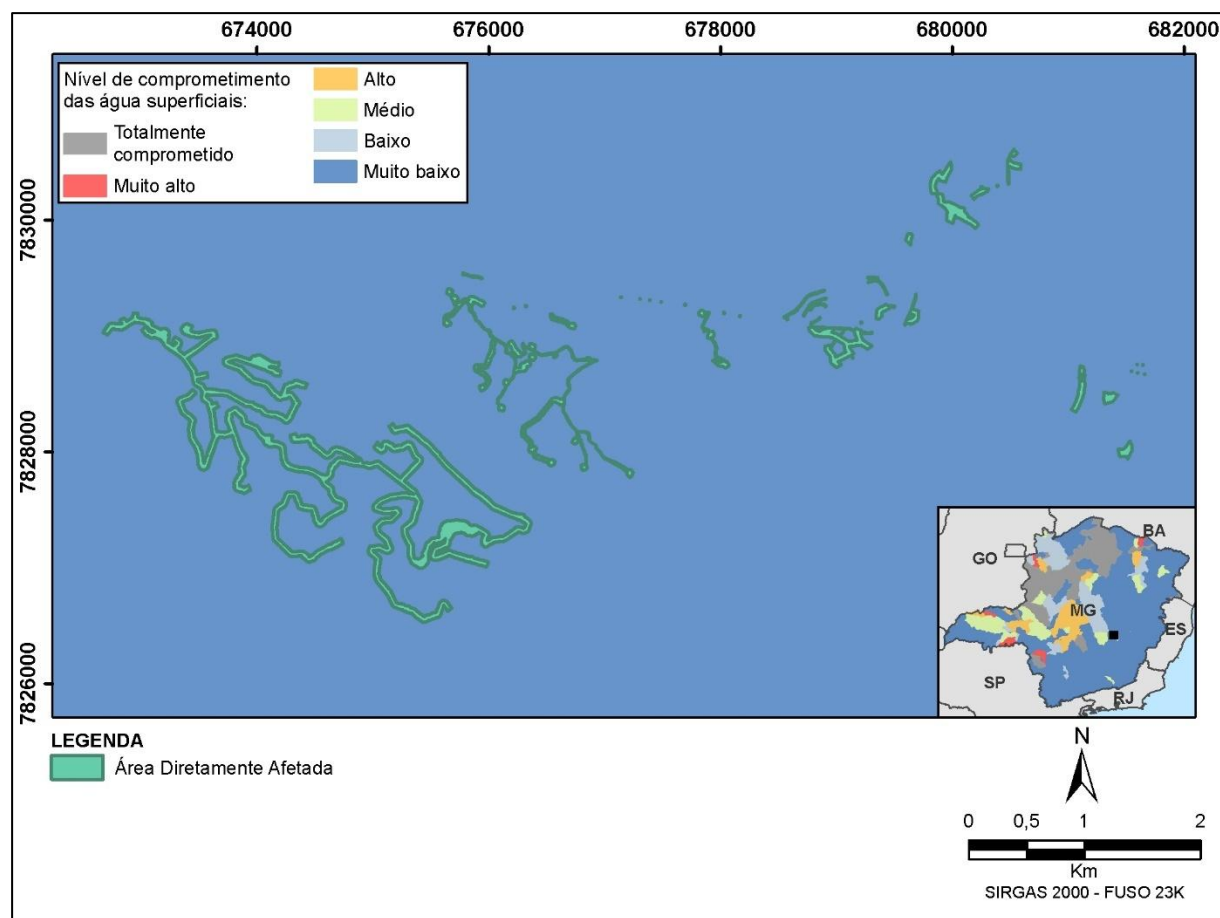 674000
676000
678000
680000
682000
Nível de comprometimento
das água superficiais:
Totalmente
comprometido
Muito alto
Alto
Médio
Baixo
Muito baixo
7830000
7828000
7826000
GO
BA
MG
ES
SP
RJ
LEGENDA
Área Diretamente Afetada
N
0 0,5 1 2
Km
SIRGAS 2000 - FUSO 23K